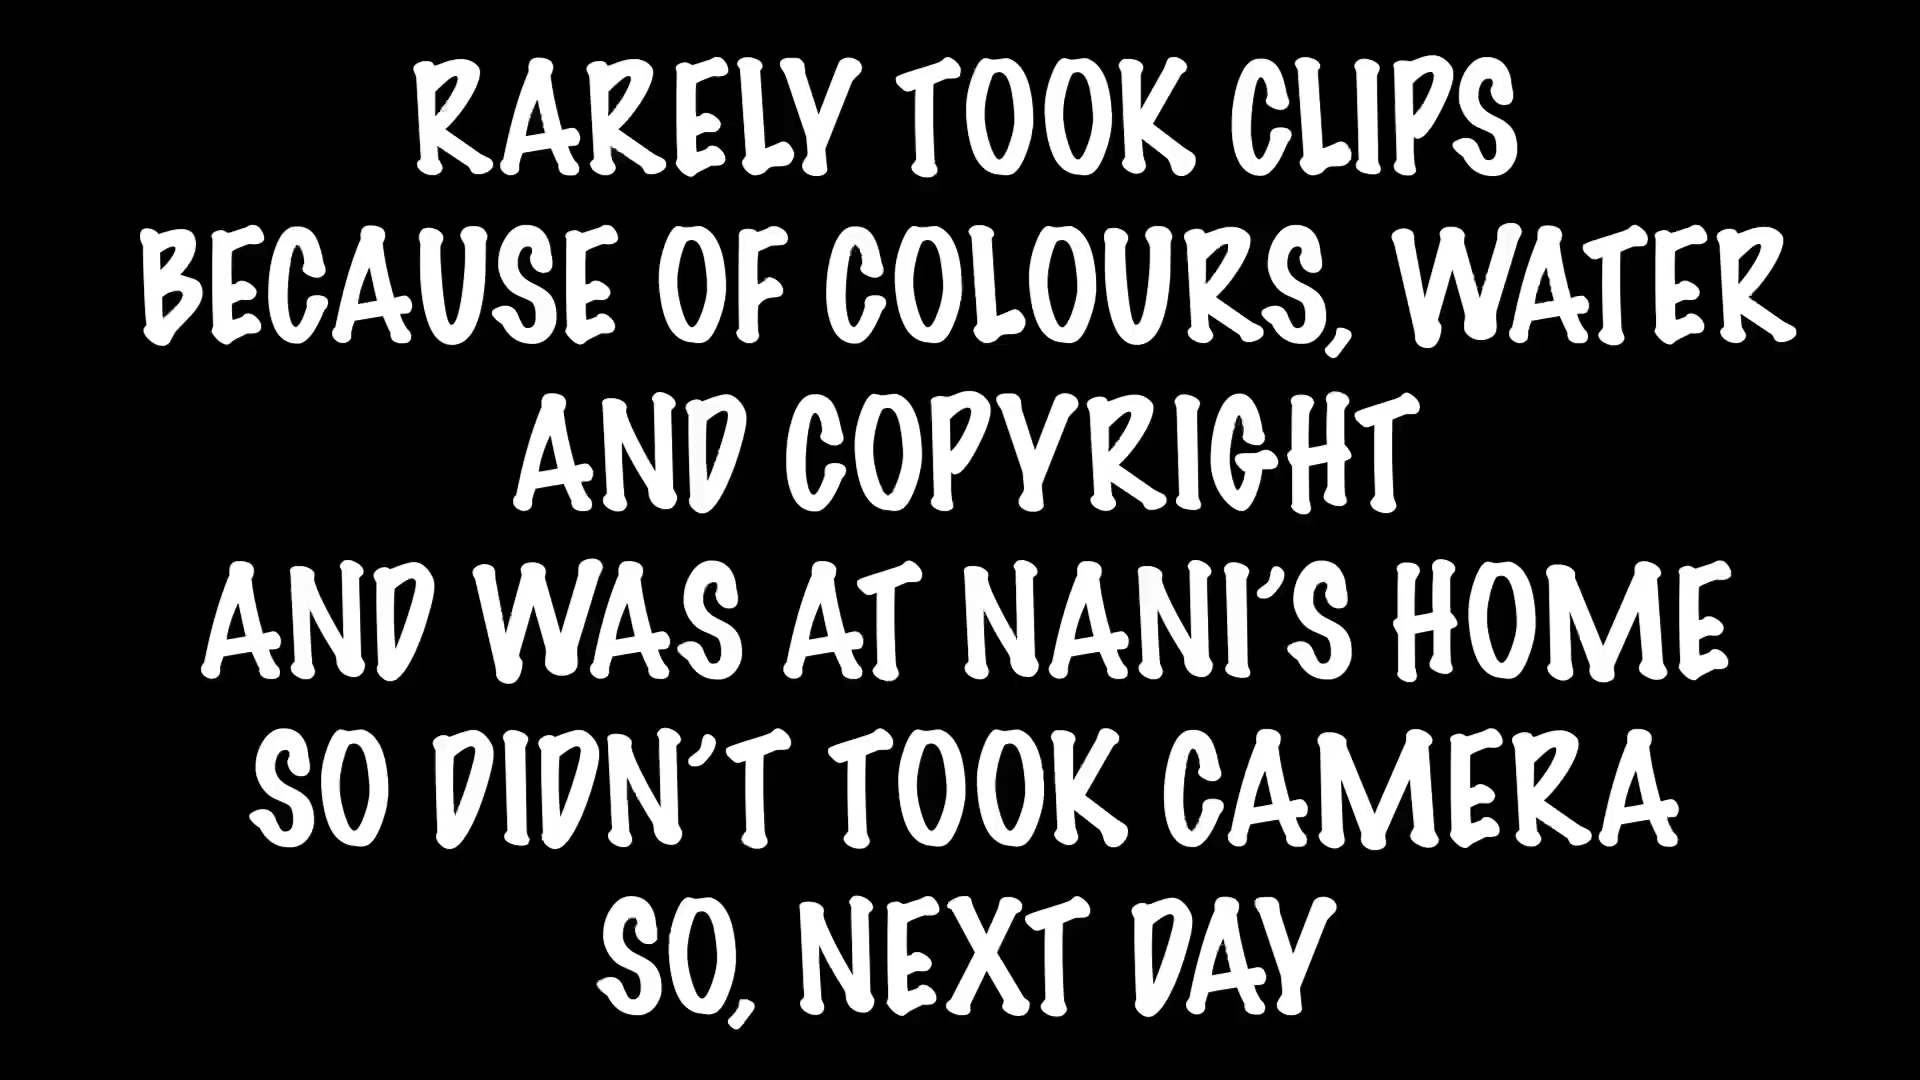 RARELY TOOK CLIPS
BECAUSE OF COLOURS, WATER
AND COPYRIGHT
AND WAS AT NANI'S HOME
SO DIDN'T TOOK CAMERA
SO, NEXT DAY